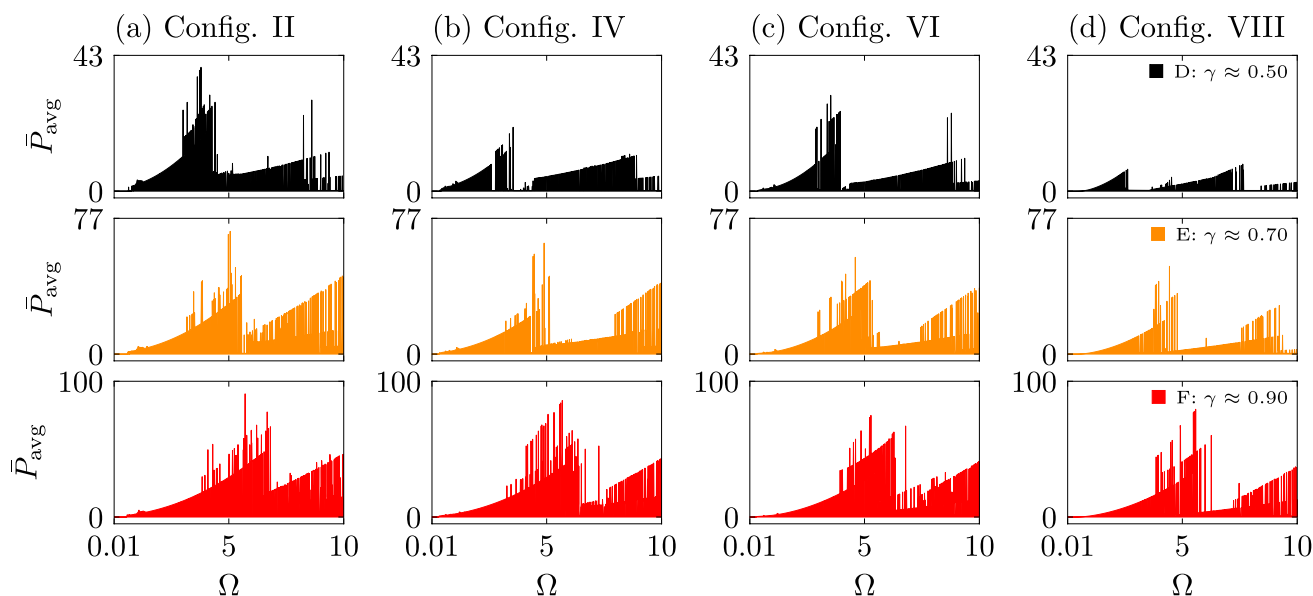 (a) Config. II (b) Config. IV (c) Config. VI (d) Config. VIII
43 43 43 43
D: γ ≈ 0.50
P̄avg
0 0 0 0
77 77 77 77
E: γ ≈ 0.70
P̄avg
0 0 0 0
100 100 100 100
F: γ ≈ 0.90
P̄avg
0 0 0 0
0.01 5 10 0.01 5 10 0.01 5 10 0.01 5 10
Ω Ω Ω Ω